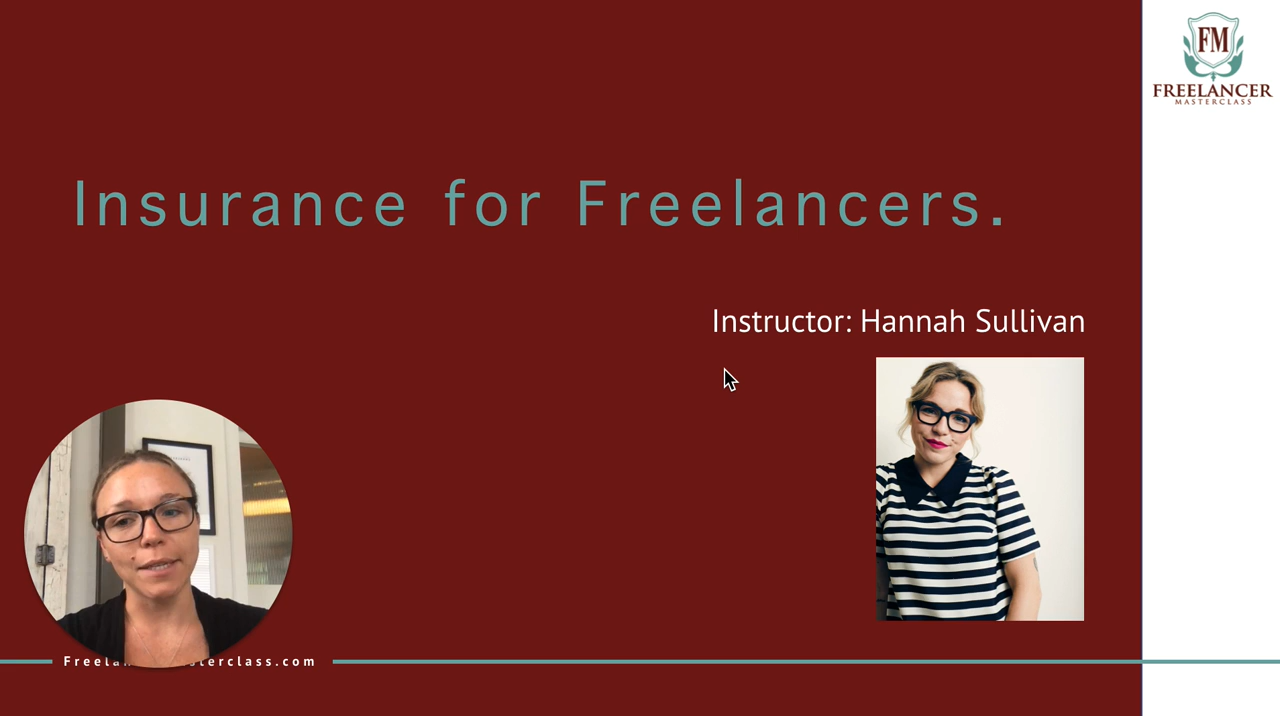 FM
FREELANCER
MASTERCLASS
Insurance for Freelancers.
Instructor: Hannah Sullivan